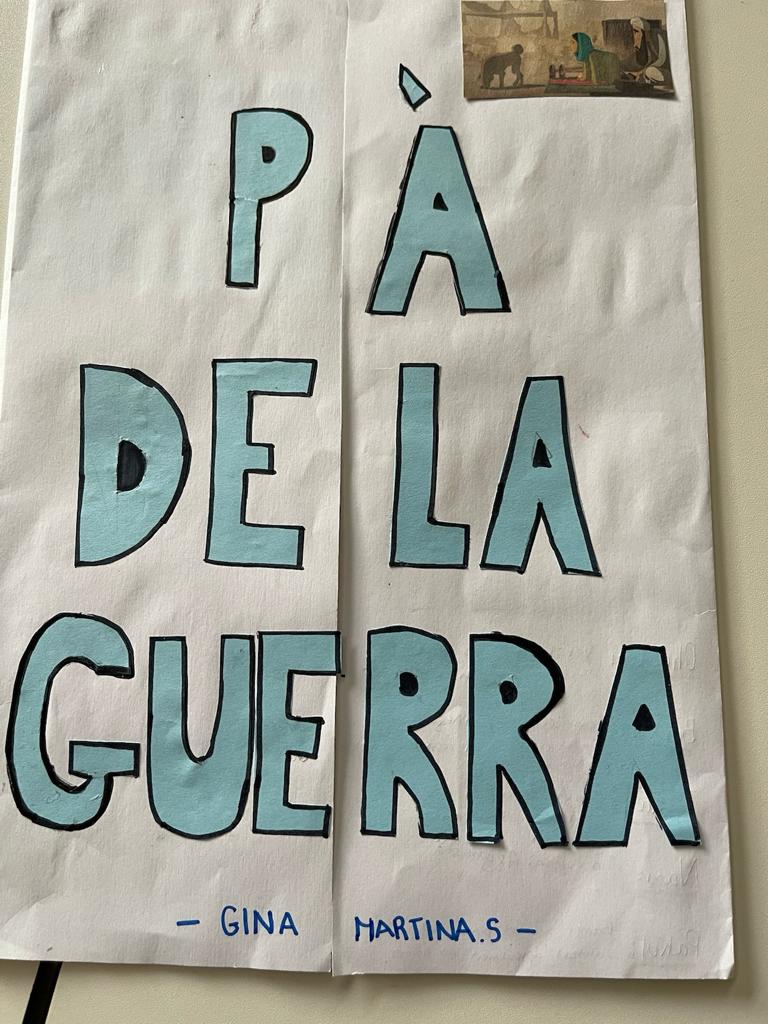 PÀ
DE LA
GUERRA
- GINA MARTINA.S -